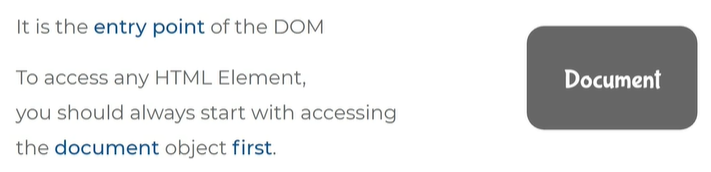 It is the entry point of the DOM
To access any HTML Element,
you should always start with accessing
the document object first.
Document